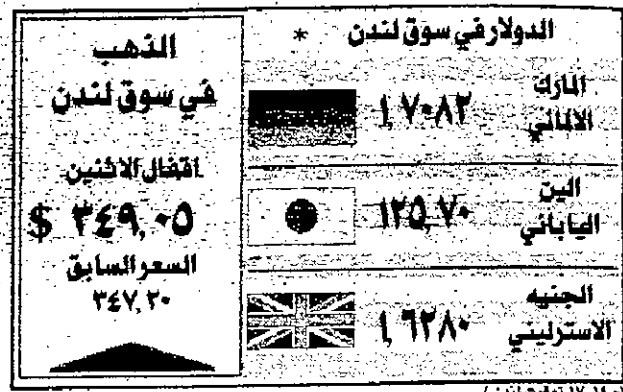 الدولار في سوق لندن *
المارك
الالماني
١,٧٠٨٢
الين
الياباني
١٢٥,٧٠
الجنيه
الاسترليني
١,٦٢٨٠
الذهب
في سوق لندن
اقفال الاثنين
٣٤٩,٠٥ $
السعر السابق
٣٤٧,٢٠